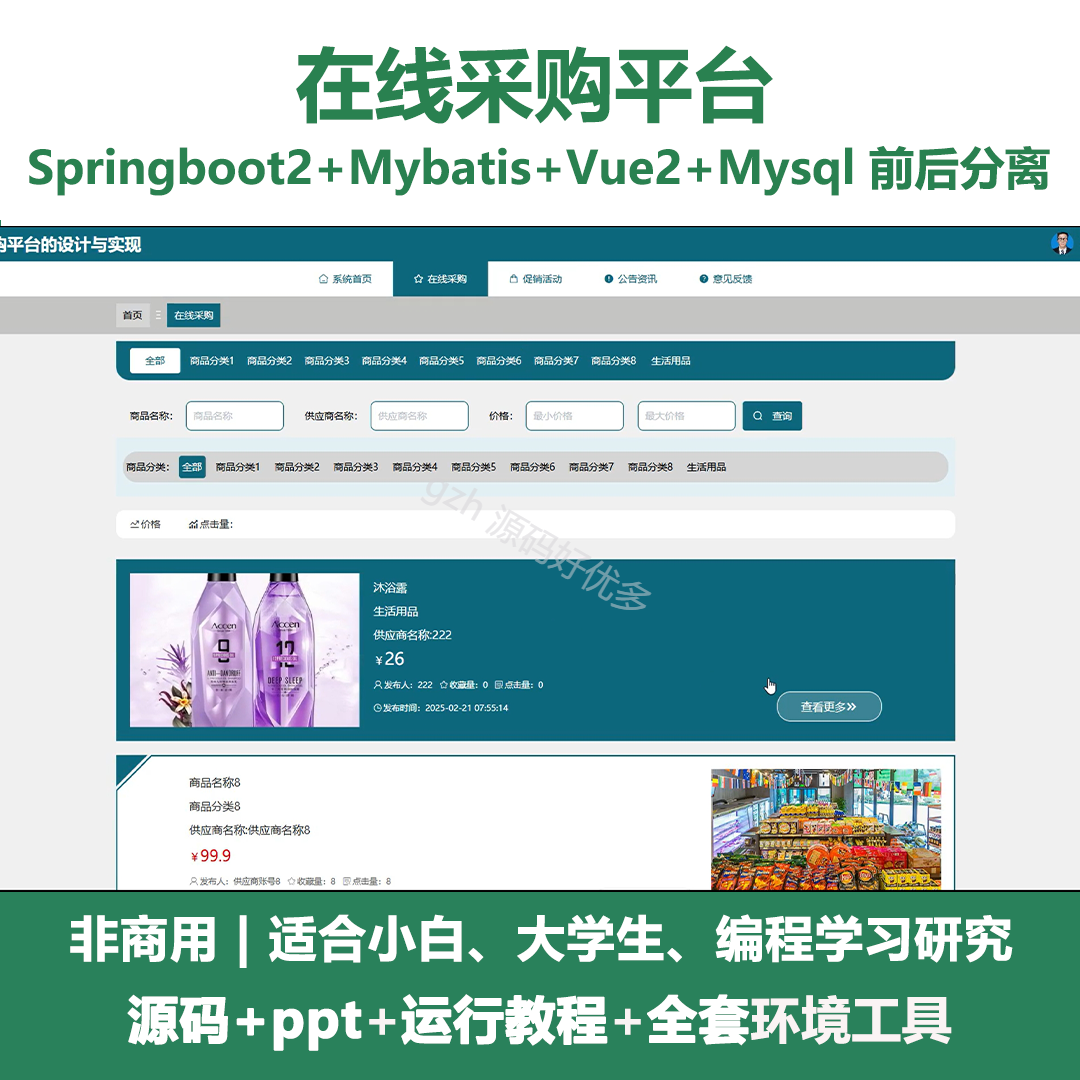 在线采购平台
Springboot2+Mybatis+Vue2+Mysql 前后分离
购平台的设计与实现
系统首页 在线采购 促销活动 公告资讯 意见反馈
首页 在线采购
全部 商品分类1 商品分类2 商品分类3 商品分类4 商品分类5 商品分类6 商品分类7 商品分类8 生活用品
商品名称: 商品名称 供应商名称: 供应商名称 价格: 最小价格 最大价格 查询
商品分类: 全部 商品分类1 商品分类2 商品分类3 商品分类4 商品分类5 商品分类6 商品分类7 商品分类8 生活用品
价格 点击量:
gzh 源码好优多
Accen Accen
9 12
ANTI-DANDRUFF DEEP SLEEP
沐浴露
生活用品
供应商名称:222
¥26
发布人: 222 收藏量: 0 点击量: 0
发布时间: 2025-02-21 07:55:14
查看更多
商品名称8
商品分类8
供应商名称:供应商名称8
¥99.9
发布人: 供应商账号8 收藏量: 8 点击量: 8
非商用 | 适合小白、大学生、编程学习研究
源码+ppt+运行教程+全套环境工具